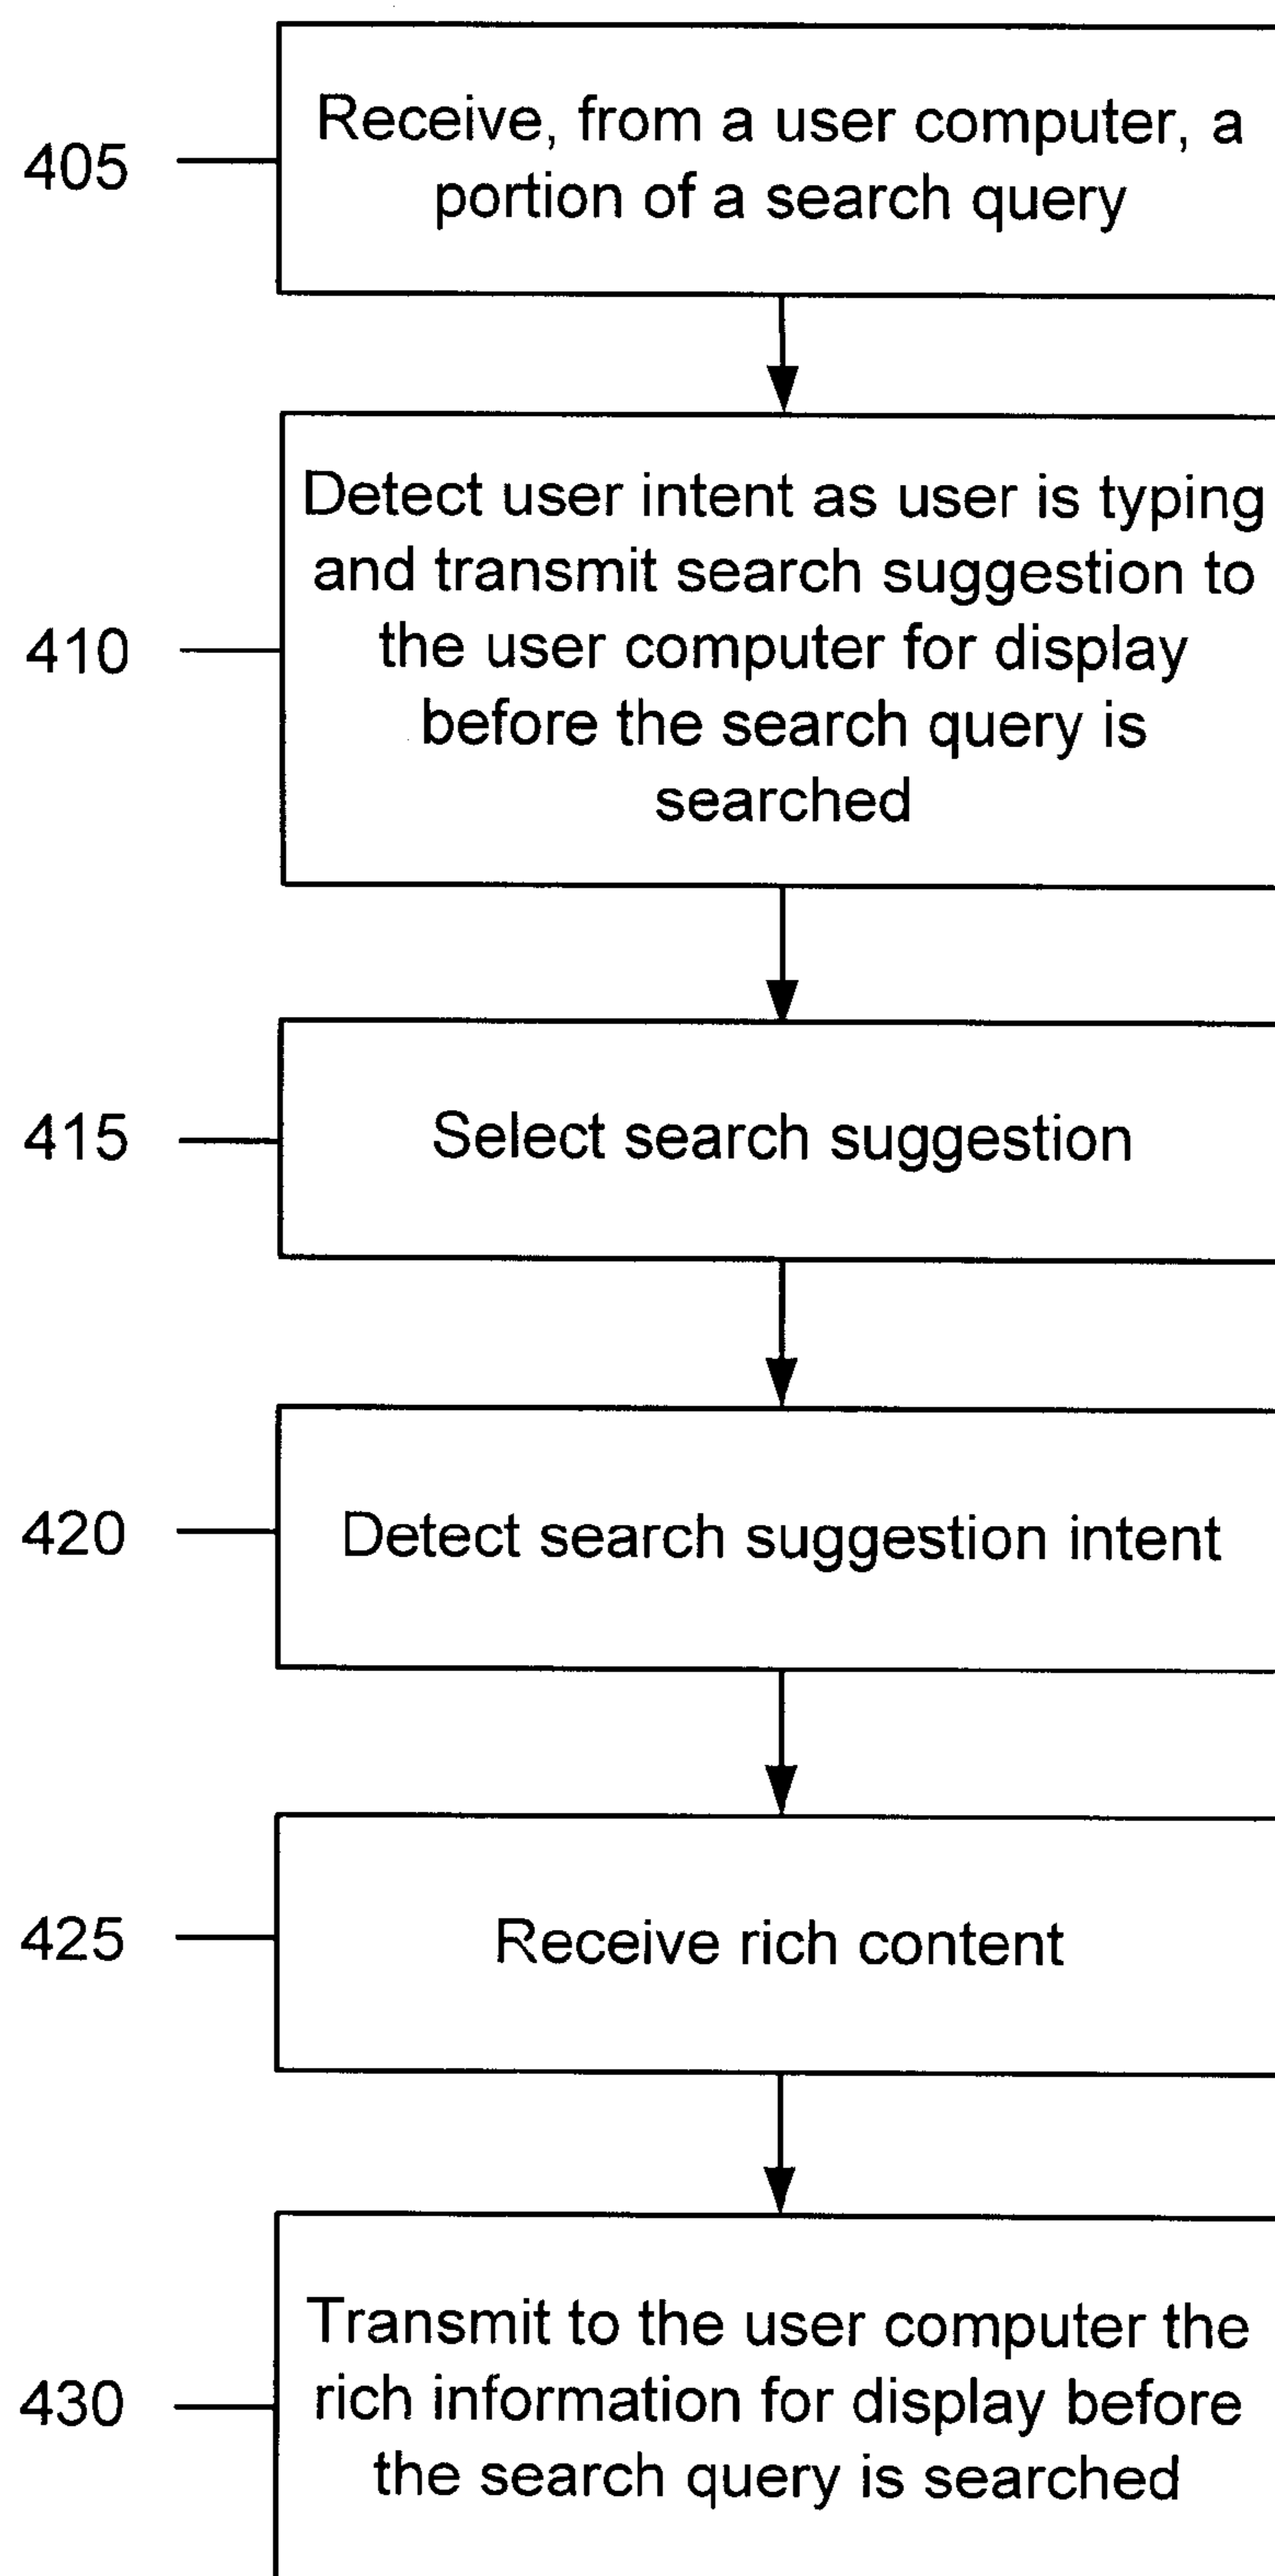 405
Receive, from a user computer, a
portion of a search query
410
Detect user intent as user is typing
and transmit search suggestion to
the user computer for display
before the search query is
searched
415
Select search suggestion
420
Detect search suggestion intent
425
Receive rich content
430
Transmit to the user computer the
rich information for display before
the search query is searched